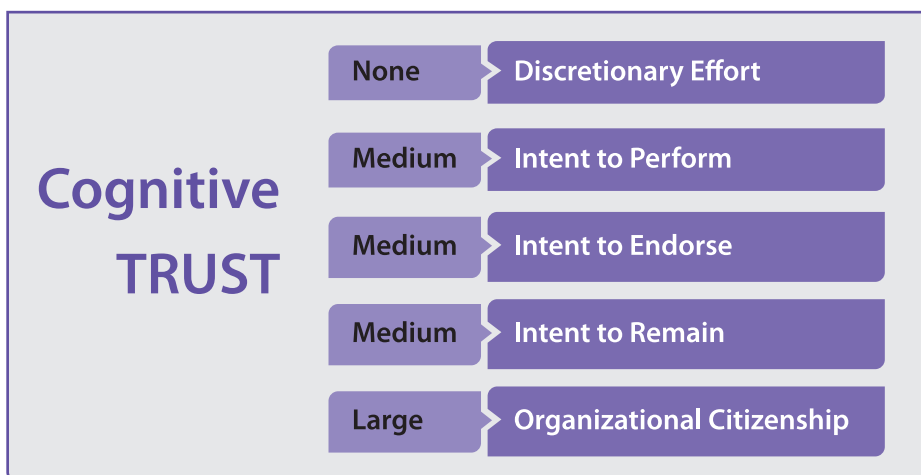 Cognitive
TRUST
None
Discretionary Effort
Medium
Intent to Perform
Medium
Intent to Endorse
Medium
Intent to Remain
Large
Organizational Citizenship